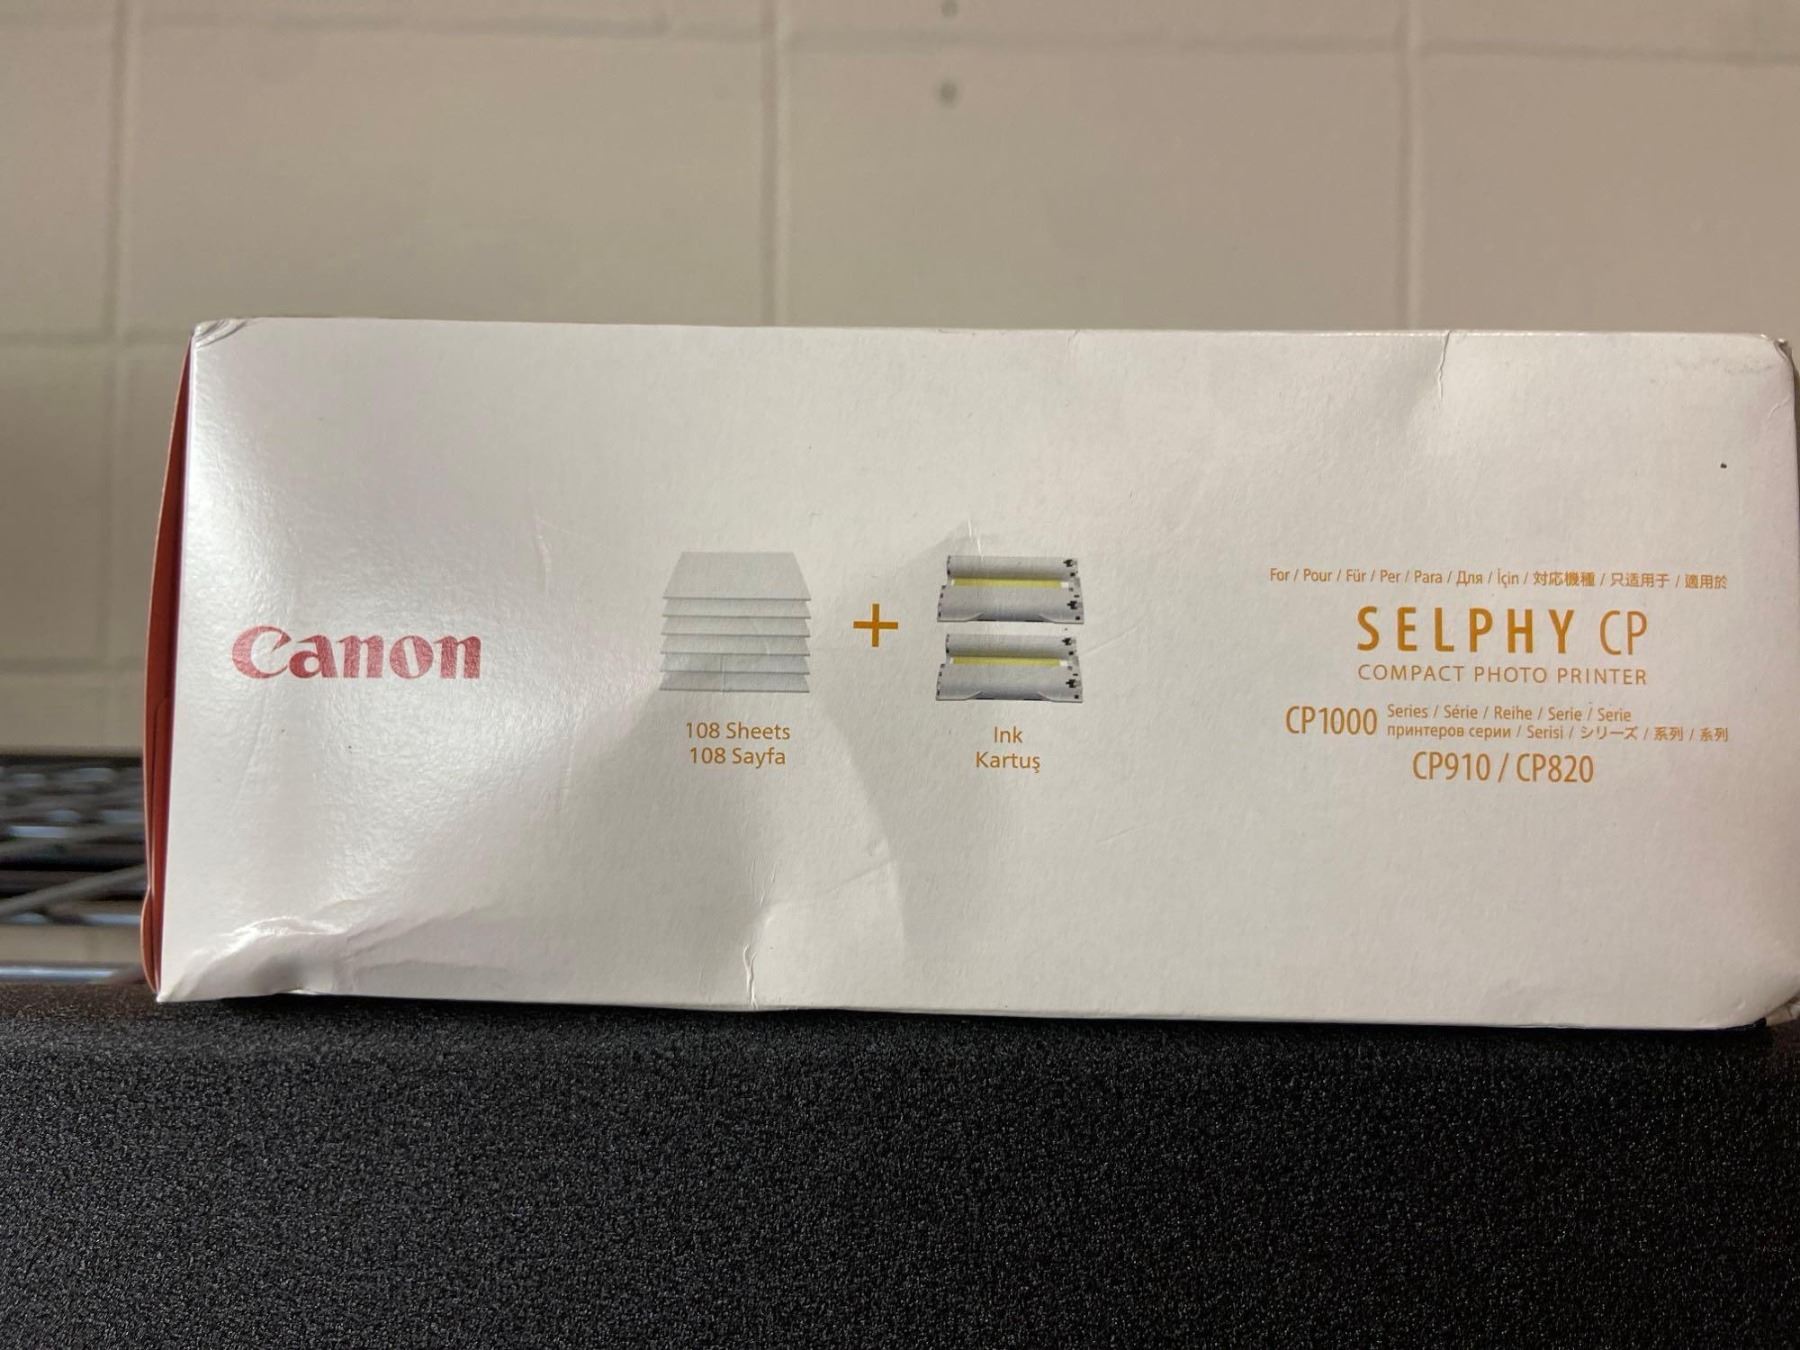 Canon
108 Sheets
108 Sayfa
+
Ink
Kartuş
For / Pour / Für / Per / Para / Для / İçin / 対応機種 / 只适用于 / 適用於
SELPHY CP
COMPACT PHOTO PRINTER
CP1000 Series / Série / Reihe / Serie / Serie
принтеров серии / Serisi / シリーズ / 系列 / 系列
CP910 / CP820